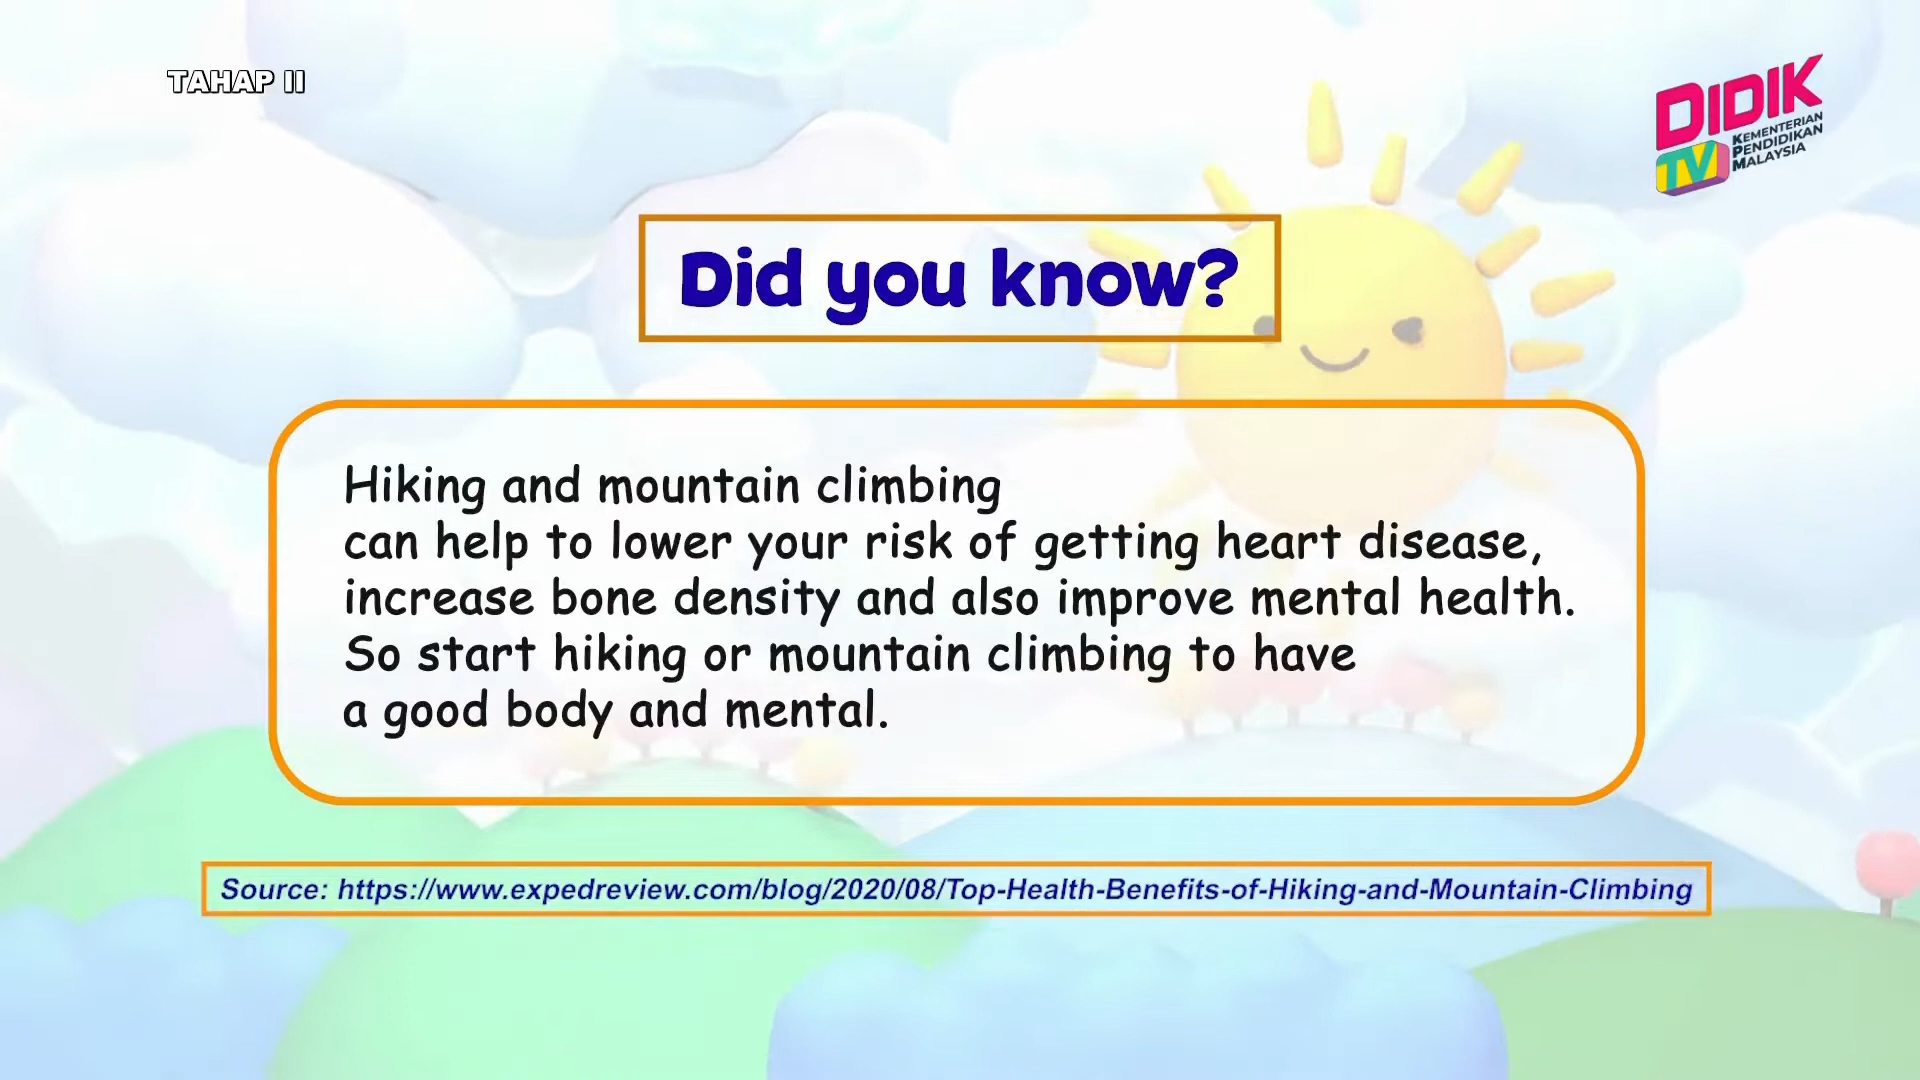 TAHAP II
DIDIK
TV
KEMENTERIAN
PENDIDIKAN
MALAYSIA
Did you know?
Hiking and mountain climbing
can help to lower your risk of getting heart disease,
increase bone density and also improve mental health.
So start hiking or mountain climbing to have
a good body and mental.
Source: https://www.expedreview.com/blog/2020/08/Top-Health-Benefits-of-Hiking-and-Mountain-Climbing